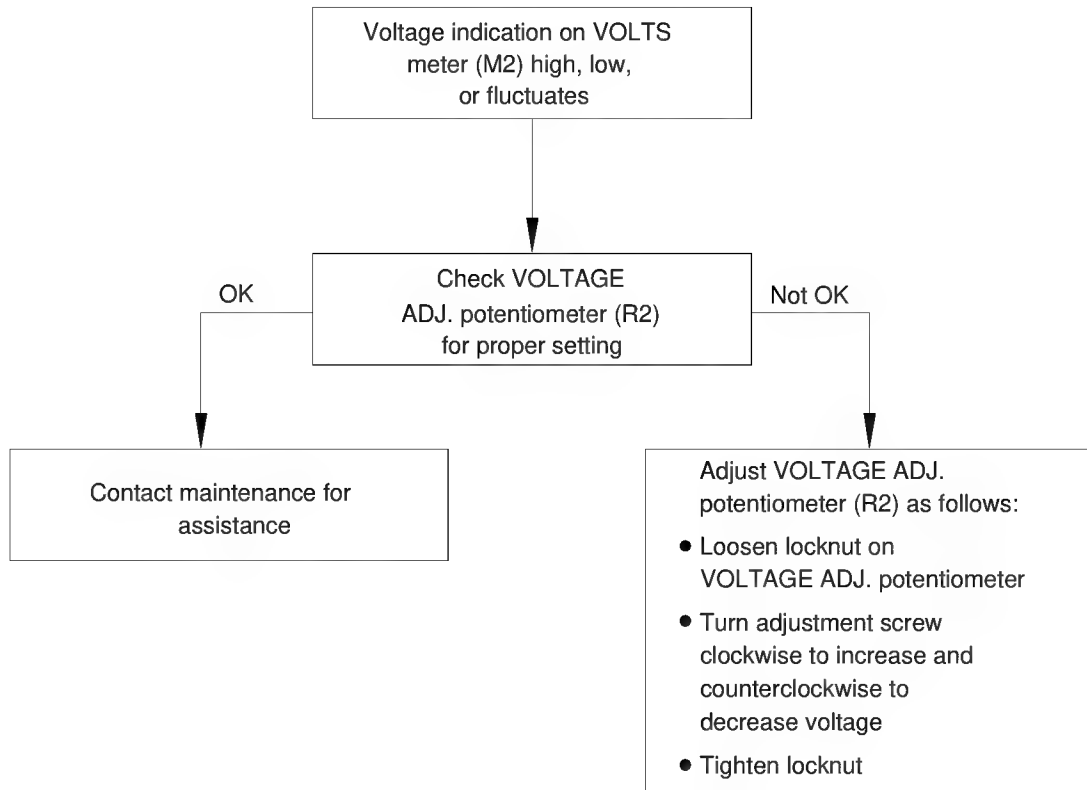 Voltage indication on VOLTS
meter (M2) high, low,
or fluctuates
Check VOLTAGE
ADJ. potentiometer (R2)
for proper setting
OK
Not OK
Contact maintenance for
assistance
Adjust VOLTAGE ADJ.
potentiometer (R2) as follows:
● Loosen locknut on
VOLTAGE ADJ. potentiometer
● Turn adjustment screw
clockwise to increase and
counterclockwise to
decrease voltage
● Tighten locknut